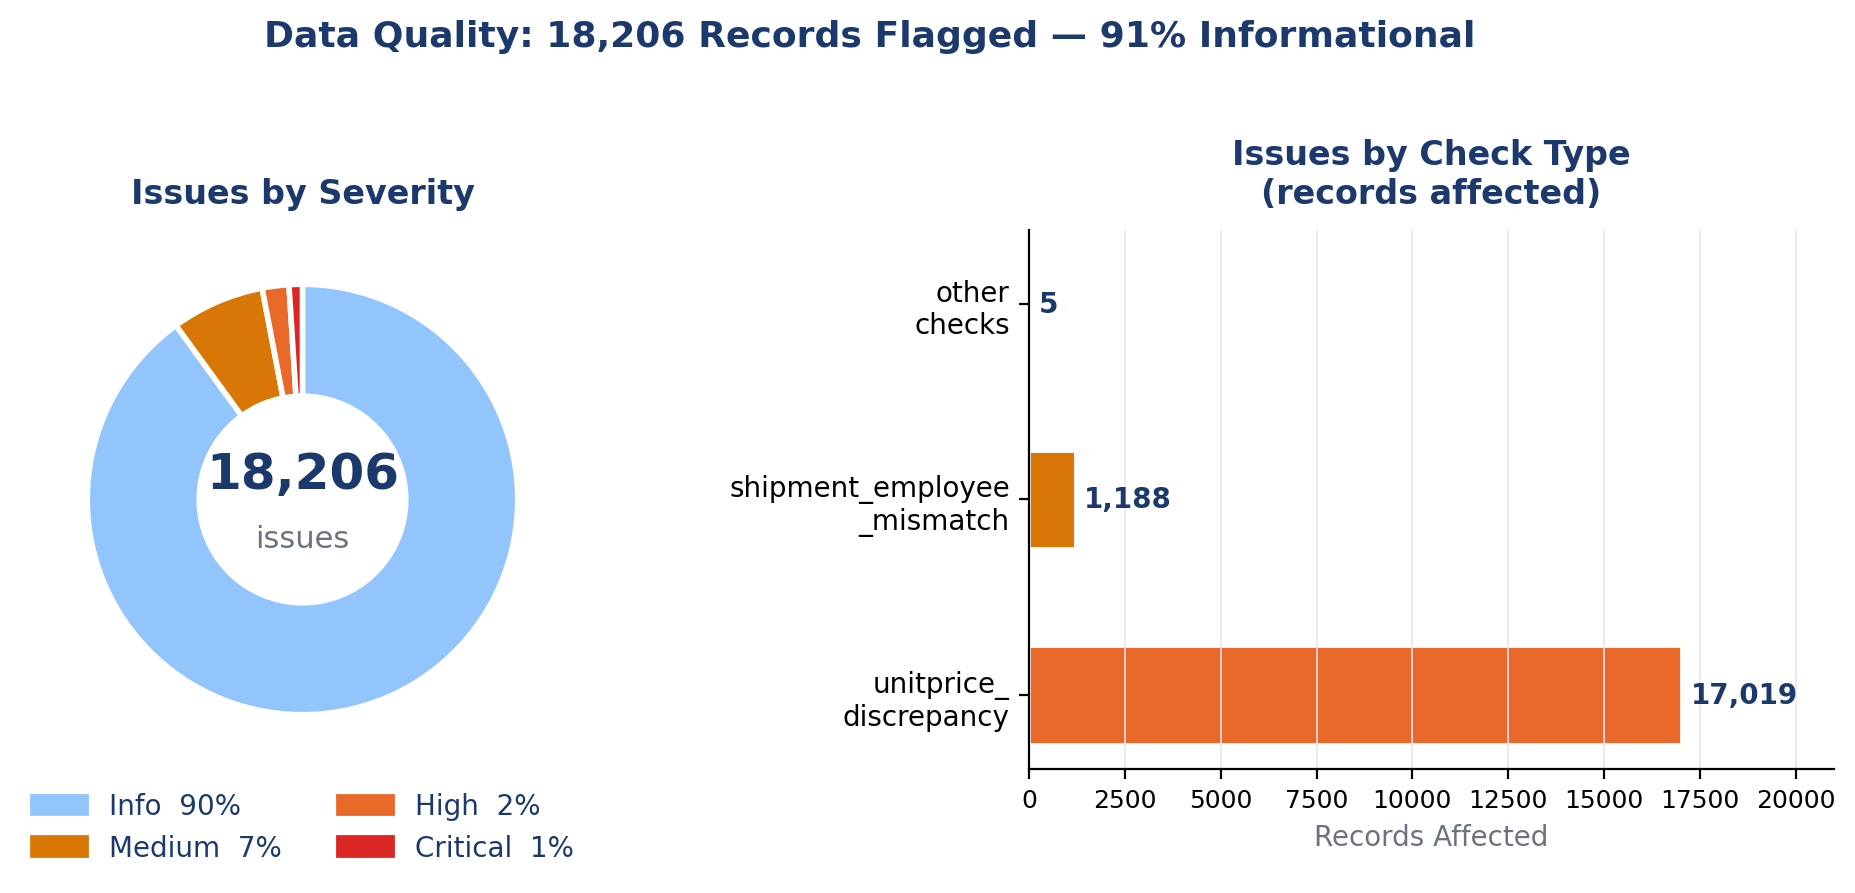 Data Quality: 18,206 Records Flagged — 91% Informational
Issues by Severity
18,206
issues
Info  90%
Medium  7%
High  2%
Critical  1%
Issues by Check Type
(records affected)
other
checks
5
shipment_employee
_mismatch
1,188
unitprice_
discrepancy
17,019
0 2500 5000 7500 10000 12500 15000 17500 20000
Records Affected